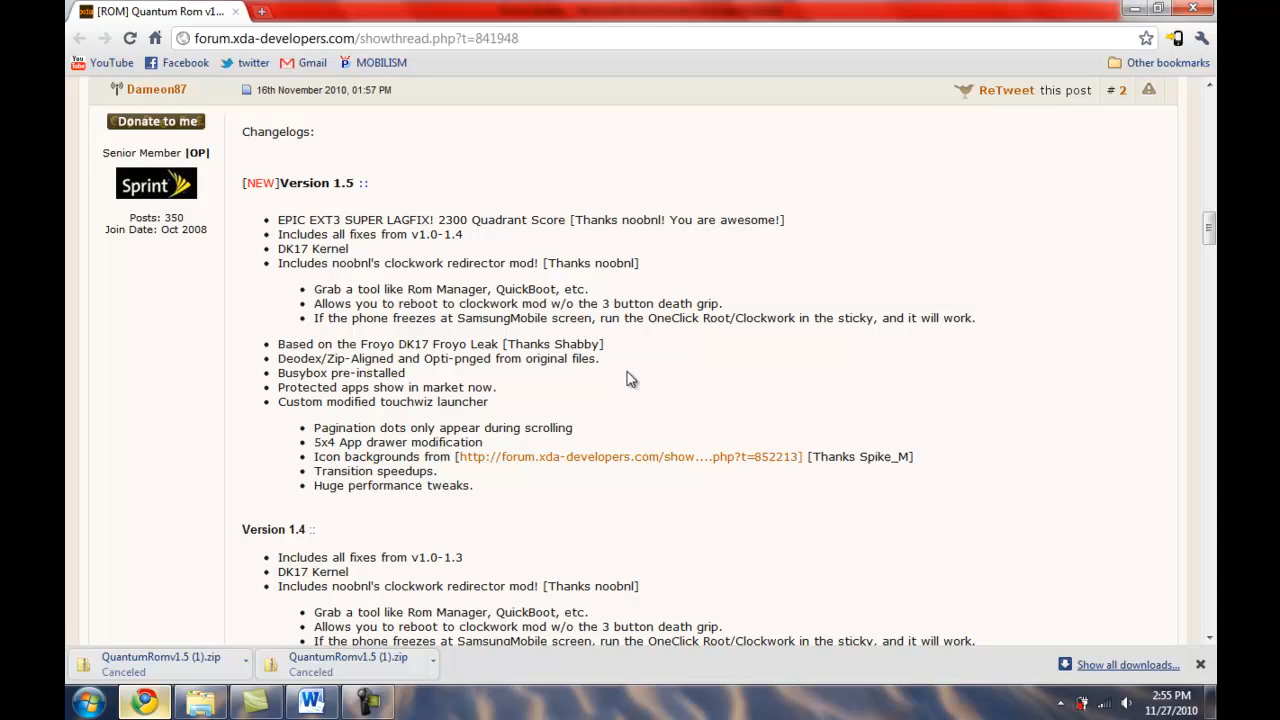 [ROM] Quantum Rom v1...
forum.xda-developers.com/showthread.php?t=841948
YouTube Facebook twitter Gmail MOBILISM Other bookmarks
Dameon87 16th November 2010, 01:57 PM ReTweet this post # 2
Donate to me
Senior Member |OP|
Sprint
Posts: 350
Join Date: Oct 2008
Changelogs:
[NEW]Version 1.5 ::
• EPIC EXT3 SUPER LAGFIX! 2300 Quadrant Score [Thanks noobnl! You are awesome!]
• Includes all fixes from v1.0-1.4
• DK17 Kernel
• Includes noobnl's clockwork redirector mod! [Thanks noobnl]
• Grab a tool like Rom Manager, QuickBoot, etc.
• Allows you to reboot to clockwork mod w/o the 3 button death grip.
• If the phone freezes at SamsungMobile screen, run the OneClick Root/Clockwork in the sticky, and it will work.
• Based on the Froyo DK17 Froyo Leak [Thanks Shabby]
• Deodex/Zip-Aligned and Opti-pnged from original files.
• Busybox pre-installed
• Protected apps show in market now.
• Custom modified touchwiz launcher
• Pagination dots only appear during scrolling
• 5x4 App drawer modification
• Icon backgrounds from [http://forum.xda-developers.com/show....php?t=852213] [Thanks Spike_M]
• Transition speedups.
• Huge performance tweaks.
Version 1.4 ::
• Includes all fixes from v1.0-1.3
• DK17 Kernel
• Includes noobnl's clockwork redirector mod! [Thanks noobnl]
• Grab a tool like Rom Manager, QuickBoot, etc.
• Allows you to reboot to clockwork mod w/o the 3 button death grip.
• If the phone freezes at SamsungMobile screen, run the OneClick Root/Clockwork in the sticky, and it will work.
QuantumRomv1.5 (1).zip
Canceled
QuantumRomv1.5 (1).zip
Canceled
Show all downloads...
2:55 PM
11/27/2010